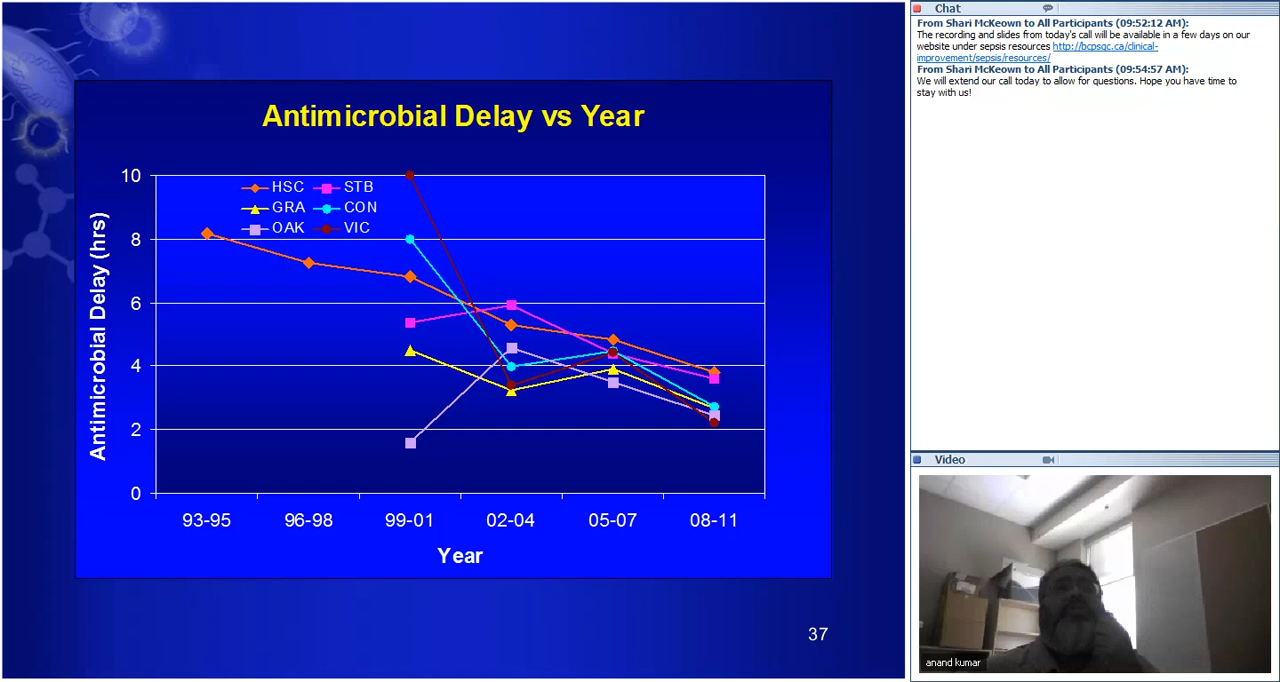 Antimicrobial Delay vs Year
HSC STB
GRA CON
OAK VIC
Antimicrobial Delay (hrs)
10
8
6
4
2
0
93-95 96-98 99-01 02-04 05-07 08-11
Year
37
Chat
From Shari McKeown to All Participants (09:52:12 AM):
The recording and slides from today's call will be available in a few days on our
website under sepsis resources http://bcpsqc.ca/clinical-
improvement/sepsis/resources/
From Shari McKeown to All Participants (09:54:57 AM):
We will extend our call today to allow for questions. Hope you have time to
stay with us!
Video
anand kumar